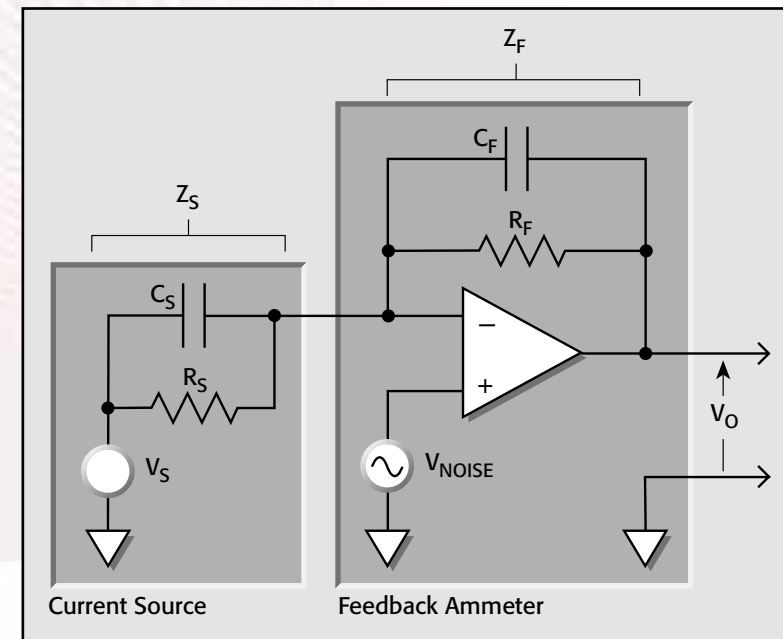 Z_F
C_F
Z_S
R_F
C_S
−
R_S
+
V_O
V_S
V_NOISE
Current Source
Feedback Ammeter